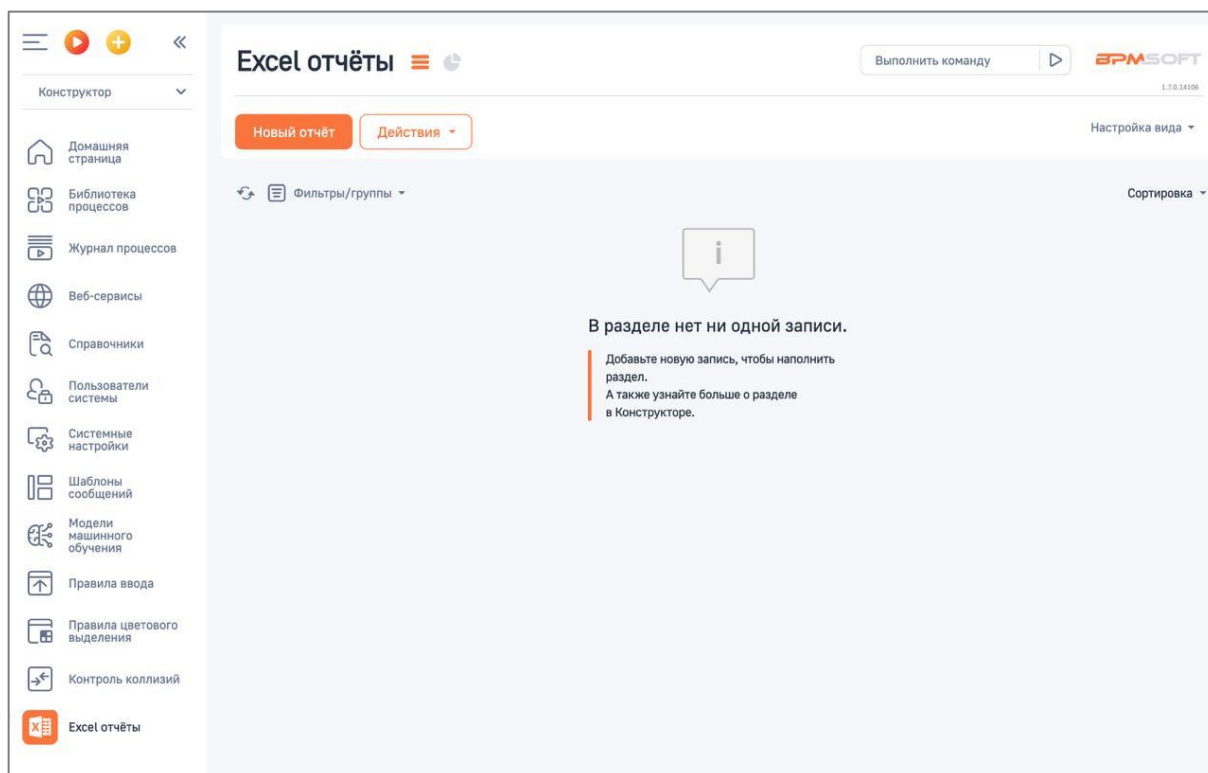 Конструктор
Домашняя
страница
Библиотека
процессов
Журнал процессов
Веб-сервисы
Справочники
Пользователи
системы
Системные
настройки
Шаблоны
сообщений
Модели
машинного
обучения
Правила ввода
Правила цветового
выделения
Контроль коллизий
Excel отчёты
Excel отчёты
Выполнить команду
BPMSOFT
1.7.0.14106
Новый отчёт
Действия
Настройка вида
Фильтры/группы
Сортировка
i
В разделе нет ни одной записи.
Добавьте новую запись, чтобы наполнить
раздел.
А также узнайте больше о разделе
в Конструкторе.